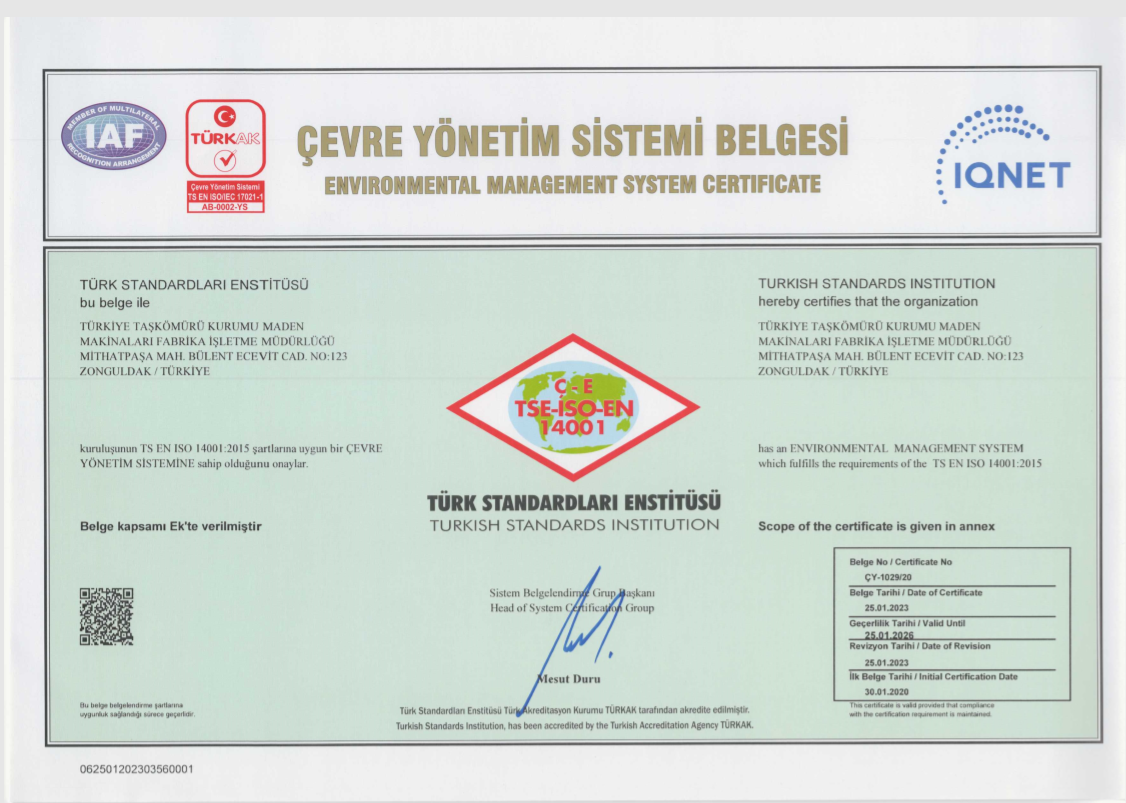 MEMBER OF MULTILATERAL
IAF
RECOGNITION ARRANGEMENT
TÜRKAK
Çevre Yönetim Sistemi
TS EN ISO/IEC 17021-1
AB-0002-YS
ÇEVRE YÖNETİM SİSTEMİ BELGESİ
ENVIRONMENTAL MANAGEMENT SYSTEM CERTIFICATE
IQNET
TÜRK STANDARDLARI ENSTİTÜSÜ
bu belge ile
TÜRKİYE TAŞKÖMÜRÜ KURUMU MADEN
MAKİNALARI FABRİKA İŞLETME MÜDÜRLÜĞÜ
MİTHATPAŞA MAH. BÜLENT ECEVİT CAD. NO:123
ZONGULDAK / TÜRKİYE
kuruluşunun TS EN ISO 14001:2015 şartlarına uygun bir ÇEVRE
YÖNETİM SİSTEMİNE sahip olduğunu onaylar.
Belge kapsamı Ek'te verilmiştir
Bu belge belgelendirme şartlarına
uygunluk sağlandığı sürece geçerlidir.
Ç - E
TSE-İSO-EN
14001
TÜRK STANDARDLARI ENSTİTÜSÜ
TURKISH STANDARDS INSTITUTION
Sistem Belgelendirme Grup Başkanı
Head of System Certification Group
Mesut Duru
Türk Standardları Enstitüsü Türk Akreditasyon Kurumu TÜRKAK tarafından akredite edilmiştir.
Turkish Standards Institution, has been accredited by the Turkish Accreditation Agency TÜRKAK.
TURKISH STANDARDS INSTITUTION
hereby certifies that the organization
TÜRKİYE TAŞKÖMÜRÜ KURUMU MADEN
MAKİNALARI FABRİKA İŞLETME MÜDÜRLÜĞÜ
MİTHATPAŞA MAH. BÜLENT ECEVİT CAD. NO:123
ZONGULDAK / TÜRKİYE
has an ENVIRONMENTAL MANAGEMENT SYSTEM
which fulfills the requirements of the TS EN ISO 14001:2015
Scope of the certificate is given in annex
Belge No / Certificate No
ÇY-1029/20
Belge Tarihi / Date of Certificate
25.01.2023
Geçerlilik Tarihi / Valid Until
25.01.2026
Revizyon Tarihi / Date of Revision
25.01.2023
İlk Belge Tarihi / Initial Certification Date
30.01.2020
This certificate is valid provided that compliance
with the certification requirement is maintained.
062501202303560001